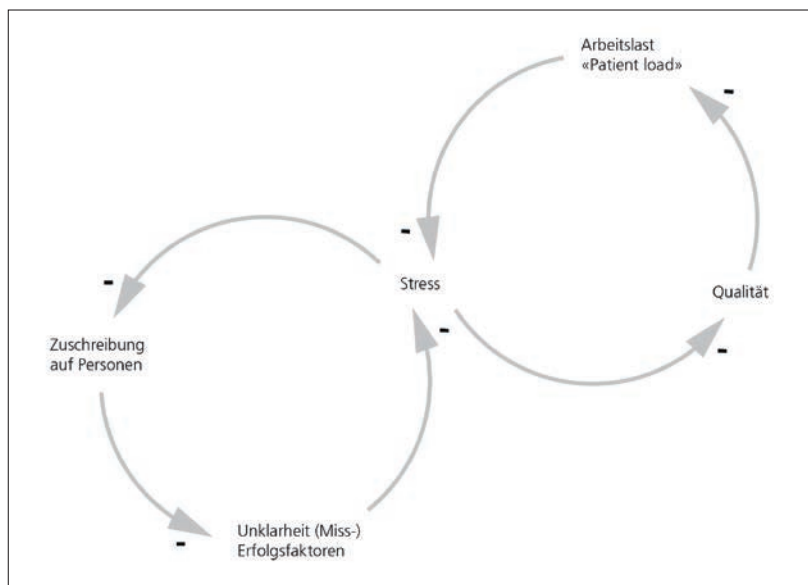 Arbeitslast
«Patient load»
-
-
-
Stress
Qualität
-
-
-
Zuschreibung
auf Personen
-
Unklarheit (Miss-)
Erfolgsfaktoren